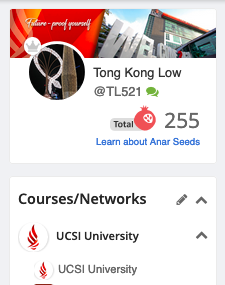 Future - proof yourself
Tong Kong Low
@TL521
Total 255
Learn about Anar Seeds
Courses/Networks
UCSI University
UCSI University